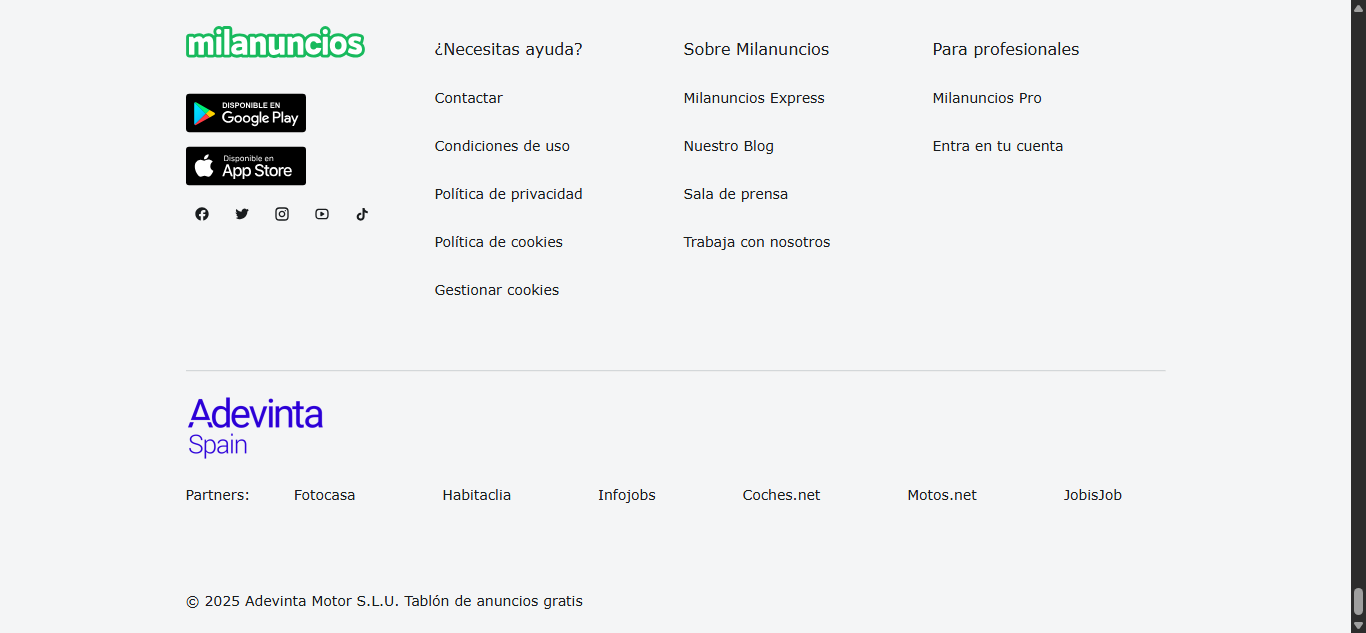 milanuncios
DISPONIBLE EN
Google Play
Disponible en
App Store
¿Necesitas ayuda?
Contactar
Condiciones de uso
Política de privacidad
Política de cookies
Gestionar cookies
Sobre Milanuncios
Milanuncios Express
Nuestro Blog
Sala de prensa
Trabaja con nosotros
Para profesionales
Milanuncios Pro
Entra en tu cuenta
Adevinta
Spain
Partners: Fotocasa Habitaclia Infojobs Coches.net Motos.net JobisJob
© 2025 Adevinta Motor S.L.U. Tablón de anuncios gratis